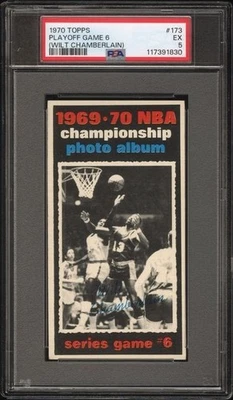 1970 TOPPS #173
PLAYOFF GAME 6 EX
(WILT CHAMBERLAIN) 5
PSA 117391830
1969-70 NBA
championship
photo album
13
series game #6